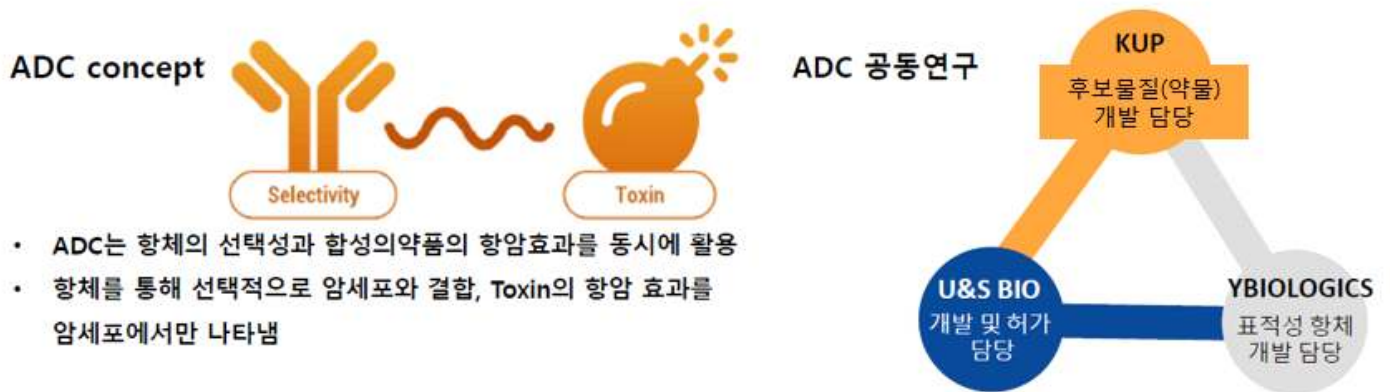 ADC concept
Selectivity
Toxin
• ADC는 항체의 선택성과 합성의약품의 항암효과를 동시에 활용
• 항체를 통해 선택적으로 암세포와 결합, Toxin의 항암 효과를
암세포에서만 나타냄
ADC 공동연구
KUP
후보물질(약물)
개발 담당
U&S BIO
개발 및 허가
담당
YBIOLOGICS
표적성 항체
개발 담당